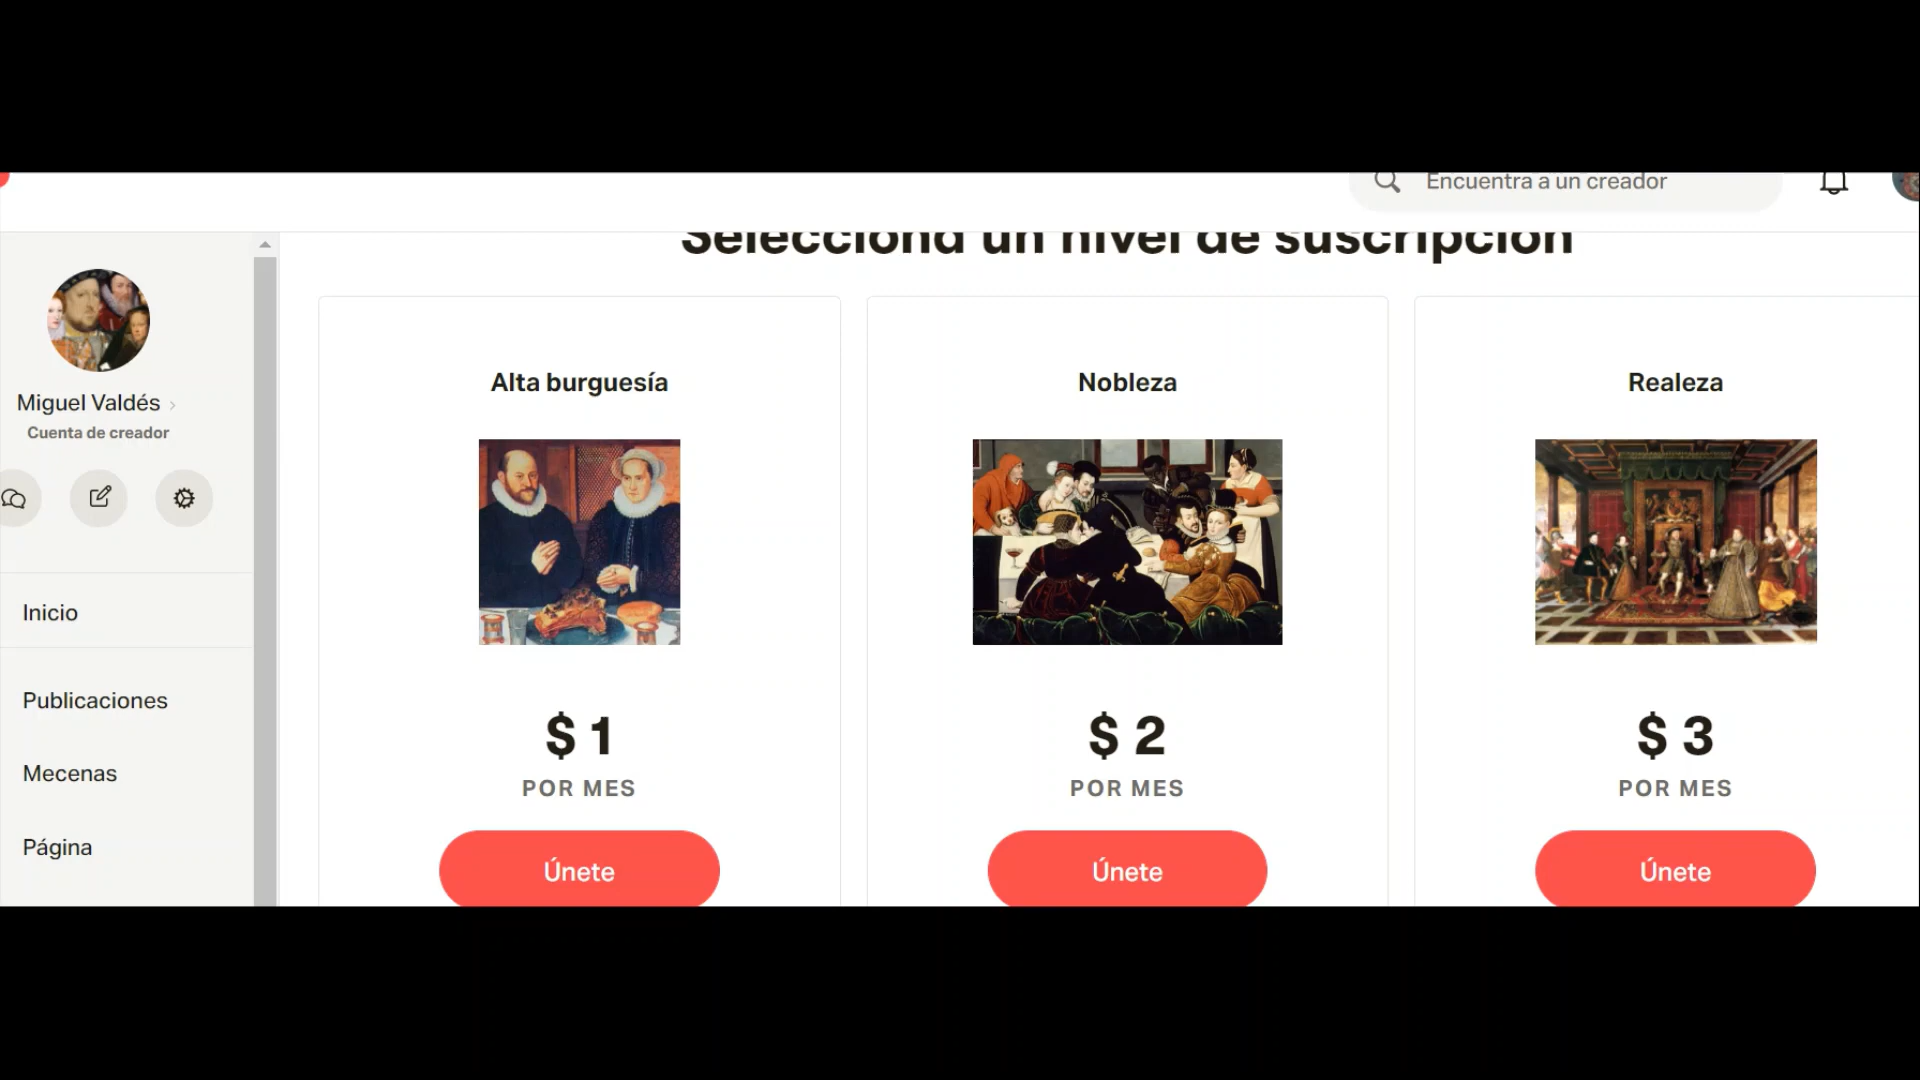 Encuentra a un creador
Selecciona un nivel de suscripción
Miguel Valdés
Cuenta de creador
Inicio
Publicaciones
Mecenas
Página
Alta burguesía
$ 1
POR MES
Únete
Nobleza
$ 2
POR MES
Únete
Realeza
$ 3
POR MES
Únete